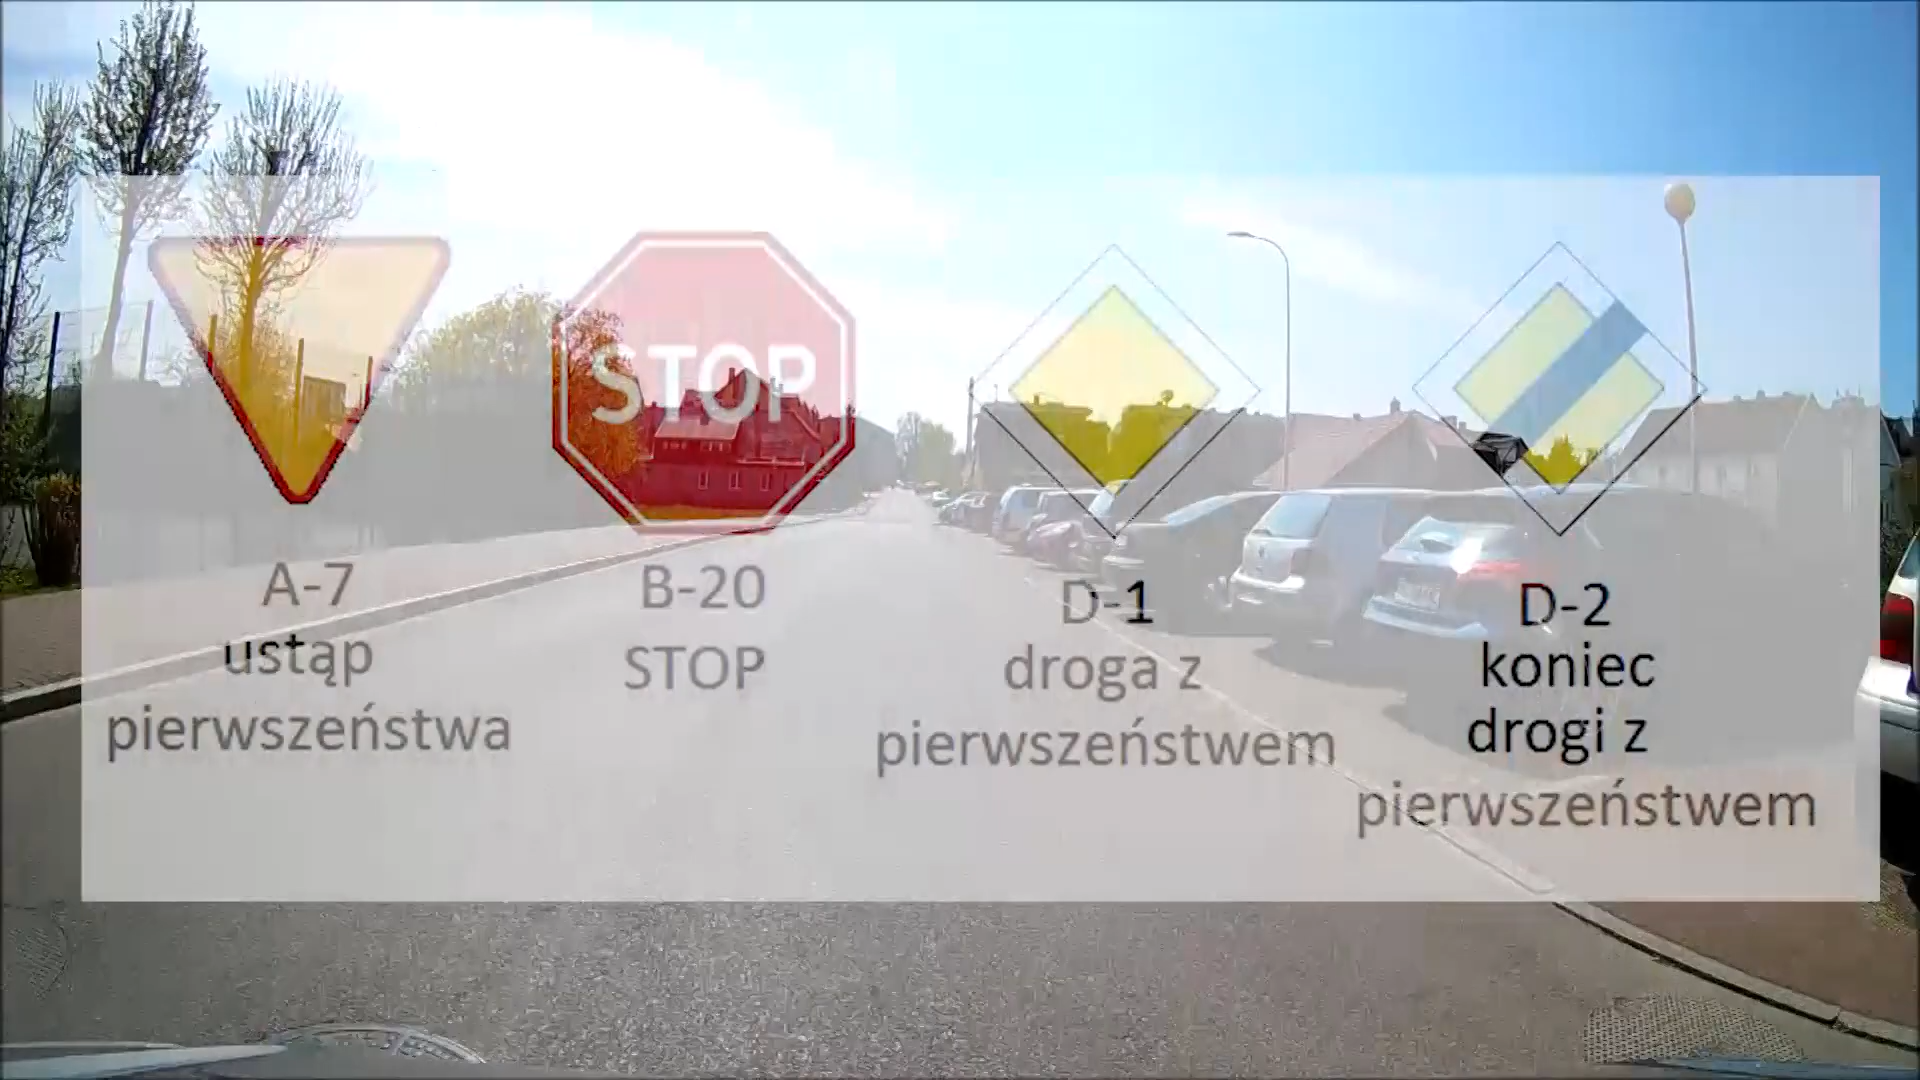 STOP
A-7
ustąp
pierwszeństwa
B-20
STOP
D-1
droga z
pierwszeństwem
D-2
koniec
drogi z
pierwszeństwem